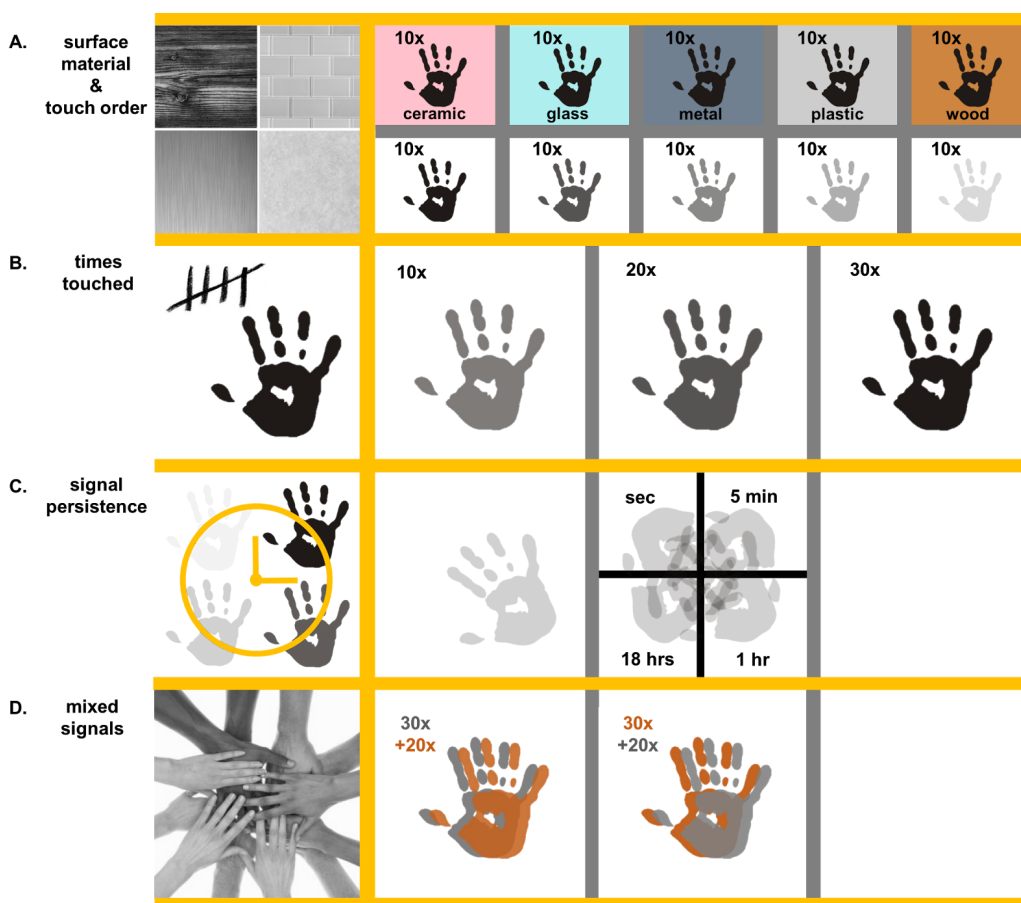 A. surface
material
&
touch order
10x 10x 10x 10x 10x
ceramic glass metal plastic wood
10x 10x 10x 10x 10x
B. times
touched
10x 20x 30x
C. signal
persistence
sec 5 min
18 hrs 1 hr
D. mixed
signals
30x 30x
+20x +20x